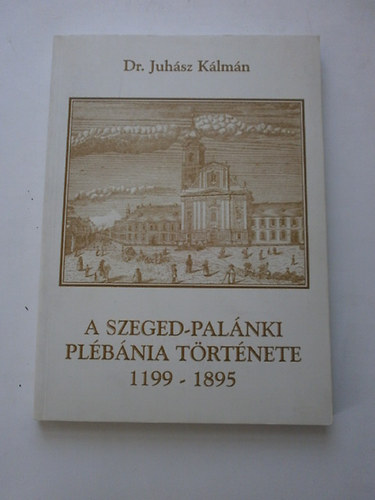 Dr. Juhász Kálmán
A SZEGED-PALÁNKI
PLÉBÁNIA TÖRTÉNETE
1199 - 1895